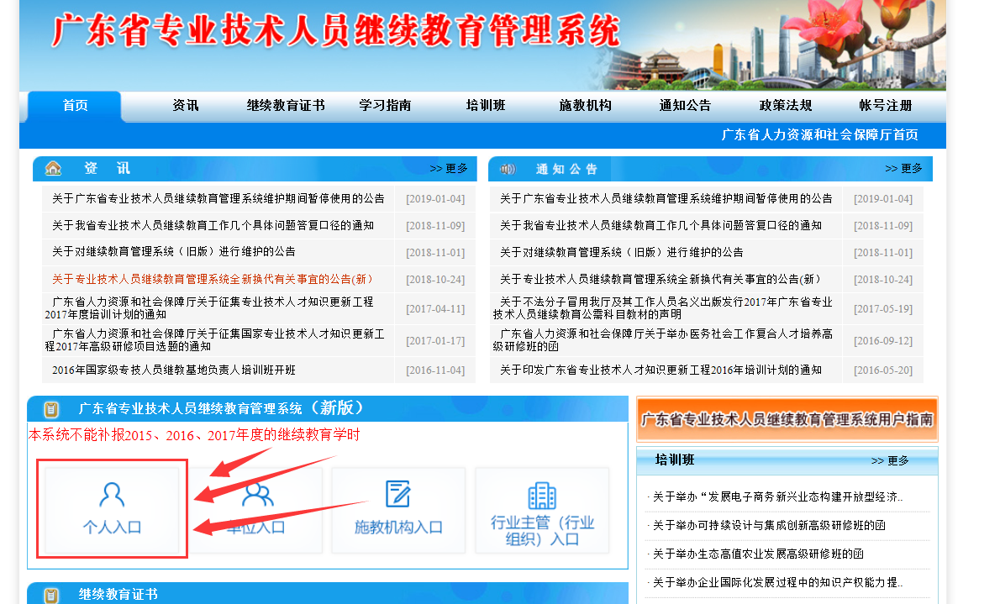 广东省专业技术人员继续教育管理系统
首页 资讯 继续教育证书 学习指南 培训班 施教机构 通知公告 政策法规 帐号注册
广东省人力资源和社会保障厅首页
资 讯 >> 更多
关于广东省专业技术人员继续教育管理系统维护期间暂停使用的公告 [2019-01-04]
关于我省专业技术人员继续教育工作几个具体问题答复口径的通知 [2018-11-09]
关于对继续教育管理系统（旧版）进行维护的公告 [2018-11-01]
关于专业技术人员继续教育管理系统全新换代有关事宜的公告(新） [2018-10-24]
广东省人力资源和社会保障厅关于征集专业技术人才知识更新工程
2017年度培训计划的通知 [2017-04-11]
广东省人力资源和社会保障厅关于征集国家专业技术人才知识更新工
程2017年高级研修项目选题的通知 [2017-01-17]
2016年国家级专技人员继教基地负责人培训班开班 [2016-11-04]
通知公告 >> 更多
关于广东省专业技术人员继续教育管理系统维护期间暂停使用的公告 [2019-01-04]
关于我省专业技术人员继续教育工作几个具体问题答复口径的通知 [2018-11-09]
关于对继续教育管理系统（旧版）进行维护的公告 [2018-11-01]
关于专业技术人员继续教育管理系统全新换代有关事宜的公告(新） [2018-10-24]
关于不法分子冒用我厅及其工作人员名义出版发行2017年广东省专业
技术人员继续教育公需科目教材的声明 [2017-05-19]
广东省人力资源和社会保障厅关于举办医务社会工作复合人才培养高
级研修班的函 [2016-09-12]
关于印发广东省专业技术人才知识更新工程2016年培训计划的通知 [2016-05-20]
广东省专业技术人员继续教育管理系统（新版）
本系统不能补报2015、2016、2017年度的继续教育学时
个人入口 单位入口 施教机构入口 行业主管（行业
组织）入口
继续教育证书
广东省专业技术人员继续教育管理系统用户指南
培训班 >> 更多
· 关于举办“发展电子商务新兴业态构建开放型经济..
· 关于举办可持续设计与集成创新高级研修班的函
· 关于举办生态高值农业发展高级研修班的函
· 关于举办企业国际化发展过程中的知识产权能力提..